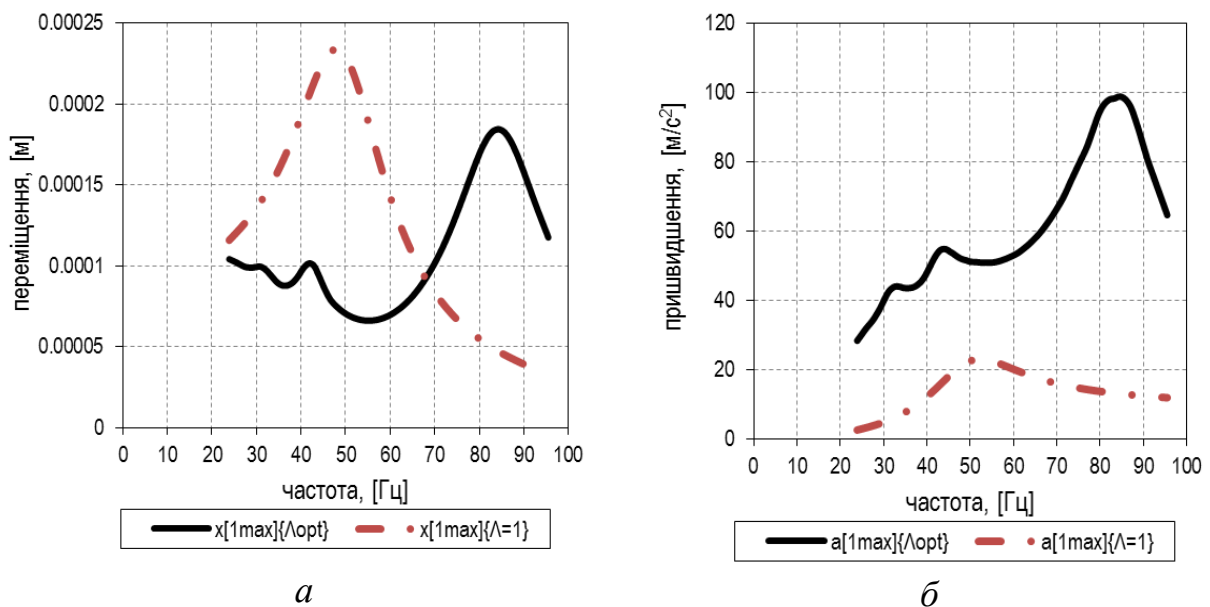 0.00025
0.0002
0.00015
0.0001
0.00005
0
переміщення, [м]
0 10 20 30 40 50 60 70 80 90 100
частота, [Гц]
x[1max]{Λopt} x[1max]{Λ=1}
а
120
100
80
60
40
20
0
пришвидшення, [м/с²]
0 10 20 30 40 50 60 70 80 90 100
частота, [Гц]
a[1max]{Λopt} a[1max]{Λ=1}
б